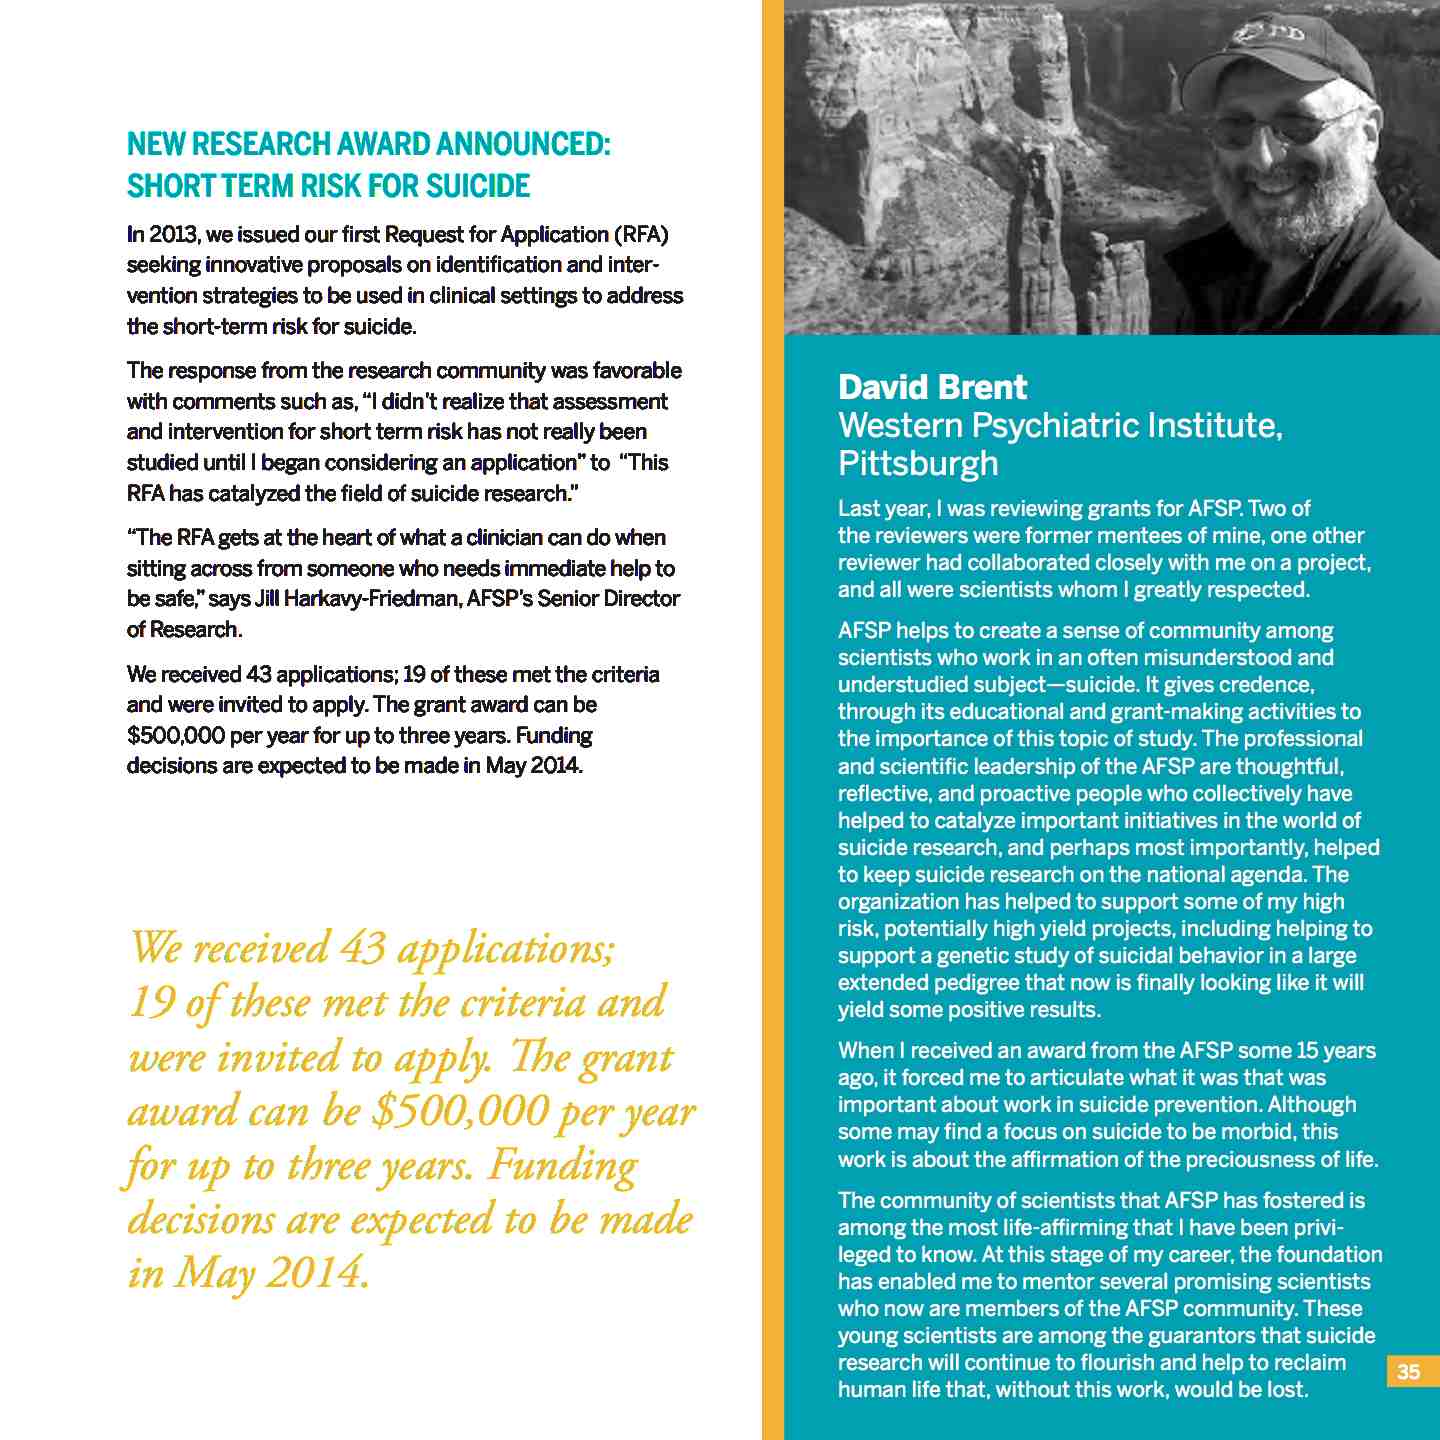 NEW RESEARCH AWARD ANNOUNCED:
SHORT TERM RISK FOR SUICIDE
In 2013, we issued our first Request for Application (RFA)
seeking innovative proposals on identification and inter-
vention strategies to be used in clinical settings to address
the short-term risk for suicide.
The response from the research community was favorable
with comments such as, “I didn’t realize that assessment
and intervention for short term risk has not really been
studied until I began considering an application” to “This
RFA has catalyzed the field of suicide research.”
“The RFA gets at the heart of what a clinician can do when
sitting across from someone who needs immediate help to
be safe,” says Jill Harkavy-Friedman, AFSP’s Senior Director
of Research.
We received 43 applications; 19 of these met the criteria
and were invited to apply. The grant award can be
$500,000 per year for up to three years. Funding
decisions are expected to be made in May 2014.
We received 43 applications;
19 of these met the criteria and
were invited to apply. The grant
award can be $500,000 per year
for up to three years. Funding
decisions are expected to be made
in May 2014.
David Brent
Western Psychiatric Institute,
Pittsburgh
Last year, I was reviewing grants for AFSP. Two of
the reviewers were former mentees of mine, one other
reviewer had collaborated closely with me on a project,
and all were scientists whom I greatly respected.
AFSP helps to create a sense of community among
scientists who work in an often misunderstood and
understudied subject—suicide. It gives credence,
through its educational and grant-making activities to
the importance of this topic of study. The professional
and scientific leadership of the AFSP are thoughtful,
reflective, and proactive people who collectively have
helped to catalyze important initiatives in the world of
suicide research, and perhaps most importantly, helped
to keep suicide research on the national agenda. The
organization has helped to support some of my high
risk, potentially high yield projects, including helping to
support a genetic study of suicidal behavior in a large
extended pedigree that now is finally looking like it will
yield some positive results.
When I received an award from the AFSP some 15 years
ago, it forced me to articulate what it was that was
important about work in suicide prevention. Although
some may find a focus on suicide to be morbid, this
work is about the affirmation of the preciousness of life.
The community of scientists that AFSP has fostered is
among the most life-affirming that I have been privi-
leged to know. At this stage of my career, the foundation
has enabled me to mentor several promising scientists
who now are members of the AFSP community. These
young scientists are among the guarantors that suicide
research will continue to flourish and help to reclaim
human life that, without this work, would be lost.
35